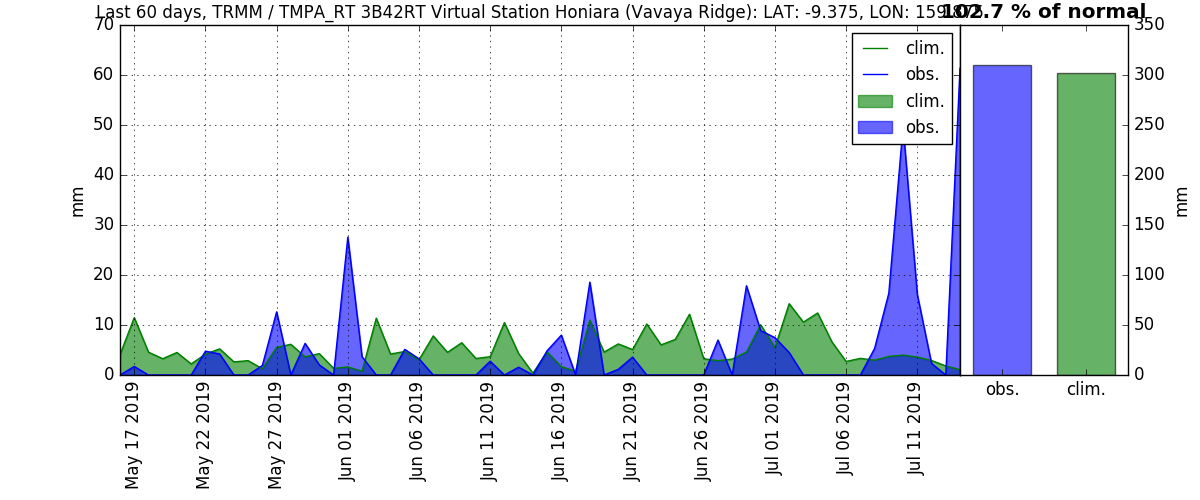 Last 60 days, TRMM / TMPA_RT 3B42RT Virtual Station Honiara (Vavaya Ridge): LAT: -9.375, LON:
102.7 % of normal
70
60
50
40
30
20
10
0
mm
clim.
obs.
clim.
obs.
350
300
250
200
150
100
50
0
mm
May 17 2019
May 22 2019
May 27 2019
Jun 01 2019
Jun 06 2019
Jun 11 2019
Jun 16 2019
Jun 21 2019
Jun 26 2019
Jul 01 2019
Jul 06 2019
Jul 11 2019
obs.
clim.